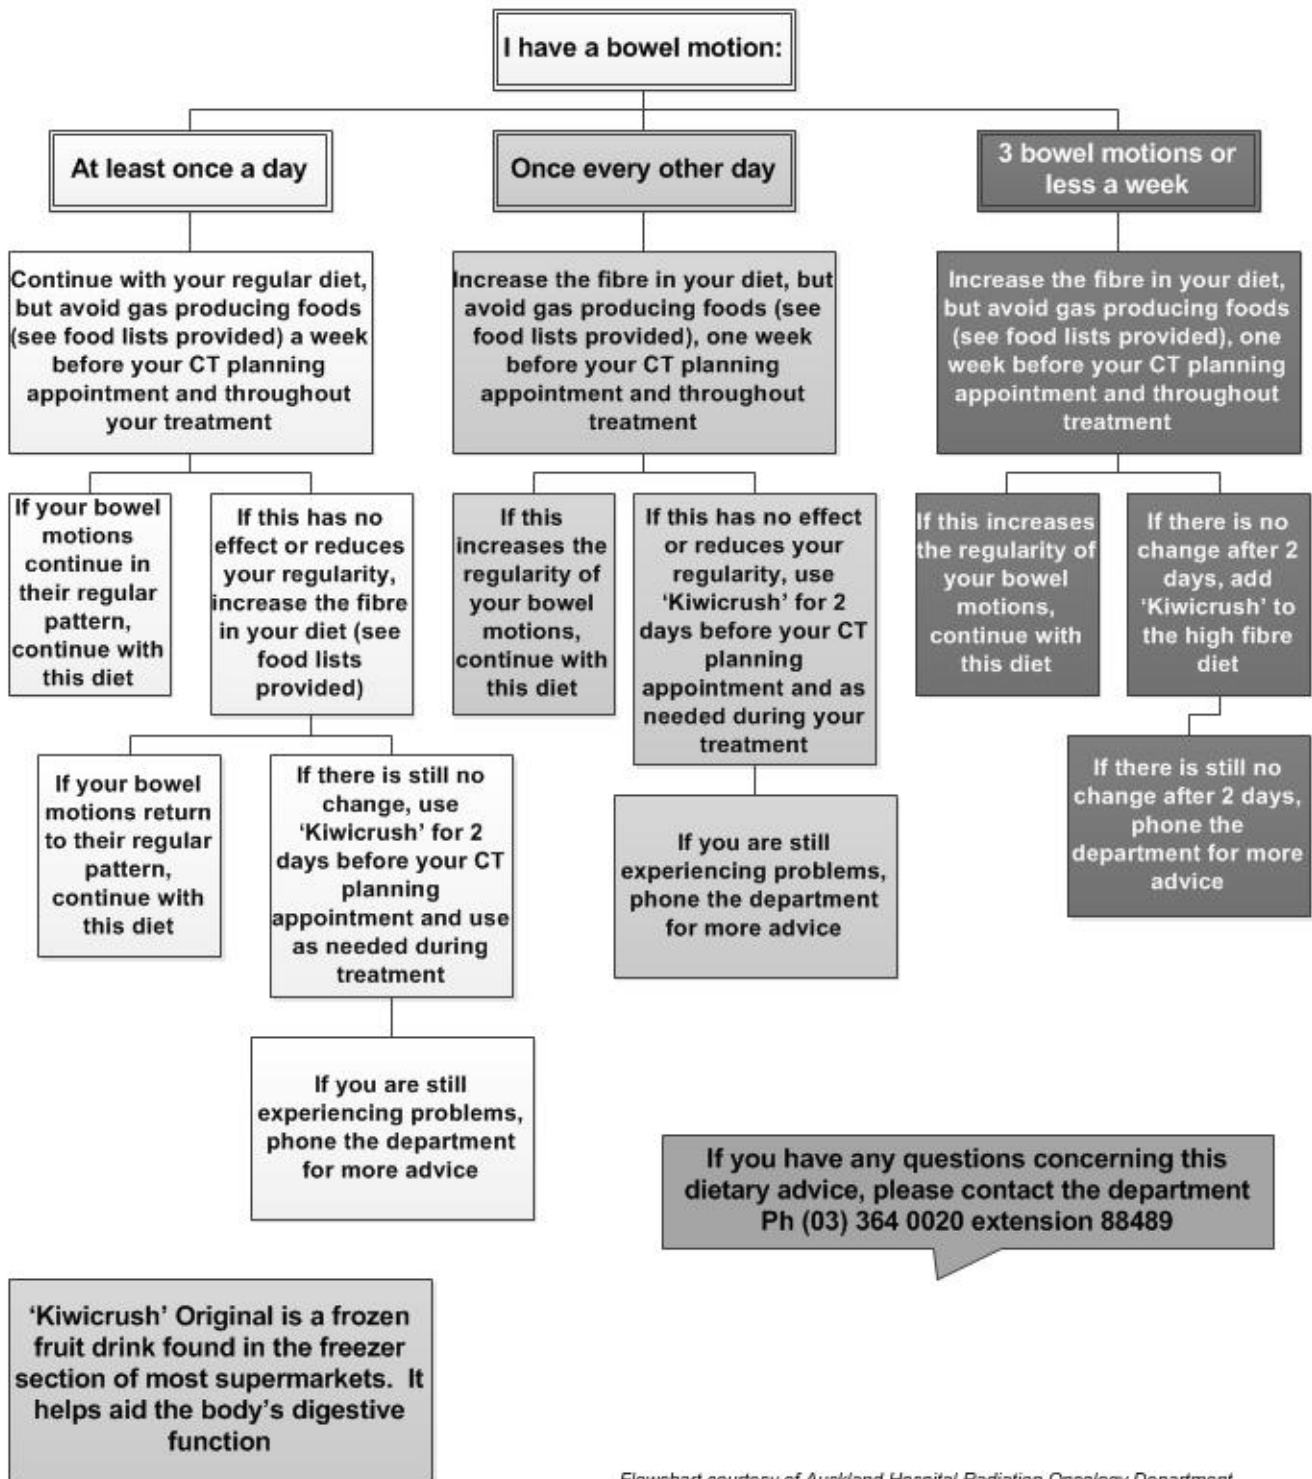 I have a bowel motion:
At least once a day
Once every other day
3 bowel motions or
less a week
Continue with your regular diet,
but avoid gas producing foods
(see food lists provided) a week
before your CT planning
appointment and throughout
your treatment
Increase the fibre in your diet, but
avoid gas producing foods (see
food lists provided), one week
before your CT planning
appointment and throughout
treatment
Increase the fibre in your diet,
but avoid gas producing foods
(see food lists provided), one
week before your CT planning
appointment and throughout
treatment
If your bowel
motions
continue in
their regular
pattern,
continue with
this diet
If this has no
effect or reduces
your regularity,
increase the fibre
in your diet (see
food lists
provided)
If this
increases the
regularity of
your bowel
motions,
continue with
this diet
If this has no effect
or reduces your
regularity, use
‘Kiwicrush’ for 2
days before your CT
planning
appointment and as
needed during your
treatment
If this increases
the regularity of
your bowel
motions,
continue with
this diet
If there is no
change after 2
days, add
‘Kiwicrush’ to
the high fibre
diet
If your bowel
motions return
to their regular
pattern,
continue with
this diet
If there is still no
change, use
‘Kiwicrush’ for 2
days before your CT
planning
appointment and use
as needed during
treatment
If you are still
experiencing problems,
phone the department
for more advice
If there is still no
change after 2 days,
phone the
department for more
advice
If you are still
experiencing problems,
phone the department
for more advice
If you have any questions concerning this
dietary advice, please contact the department
Ph (03) 364 0020 extension 88489
‘Kiwicrush’ Original is a frozen
fruit drink found in the freezer
section of most supermarkets.  It
helps aid the body’s digestive
function
Flowchart courtesy of Auckland Hospital Radiation Oncology Department